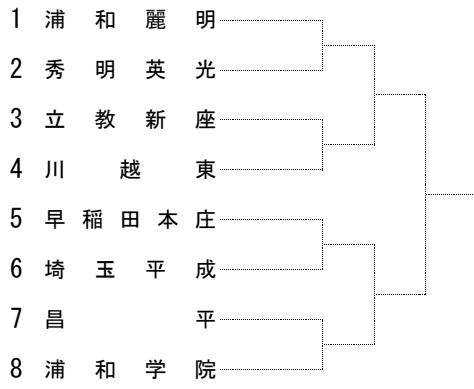 1 浦和麗明
2 秀明英光
3 立教新座
4 川越東
5 早稲田本庄
6 埼玉平成
7 昌平
8 浦和学院